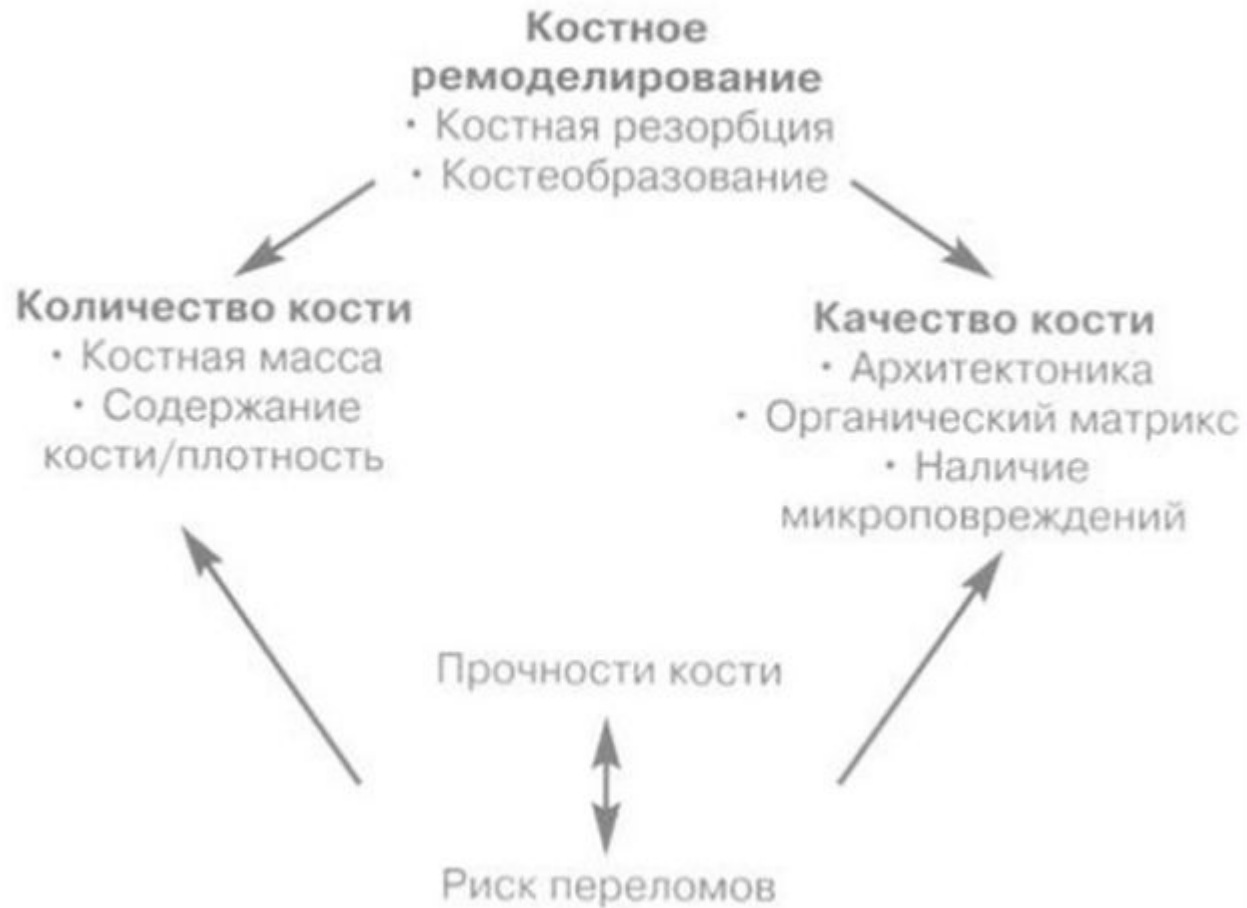 Костное
ремоделирование
· Костная резорбция
· Костеобразование
Количество кости
· Костная масса
· Содержание
кости/плотность
Качество кости
· Архитектоника
· Органический матрикс
· Наличие
микроповреждений
Прочности кости
Риск переломов